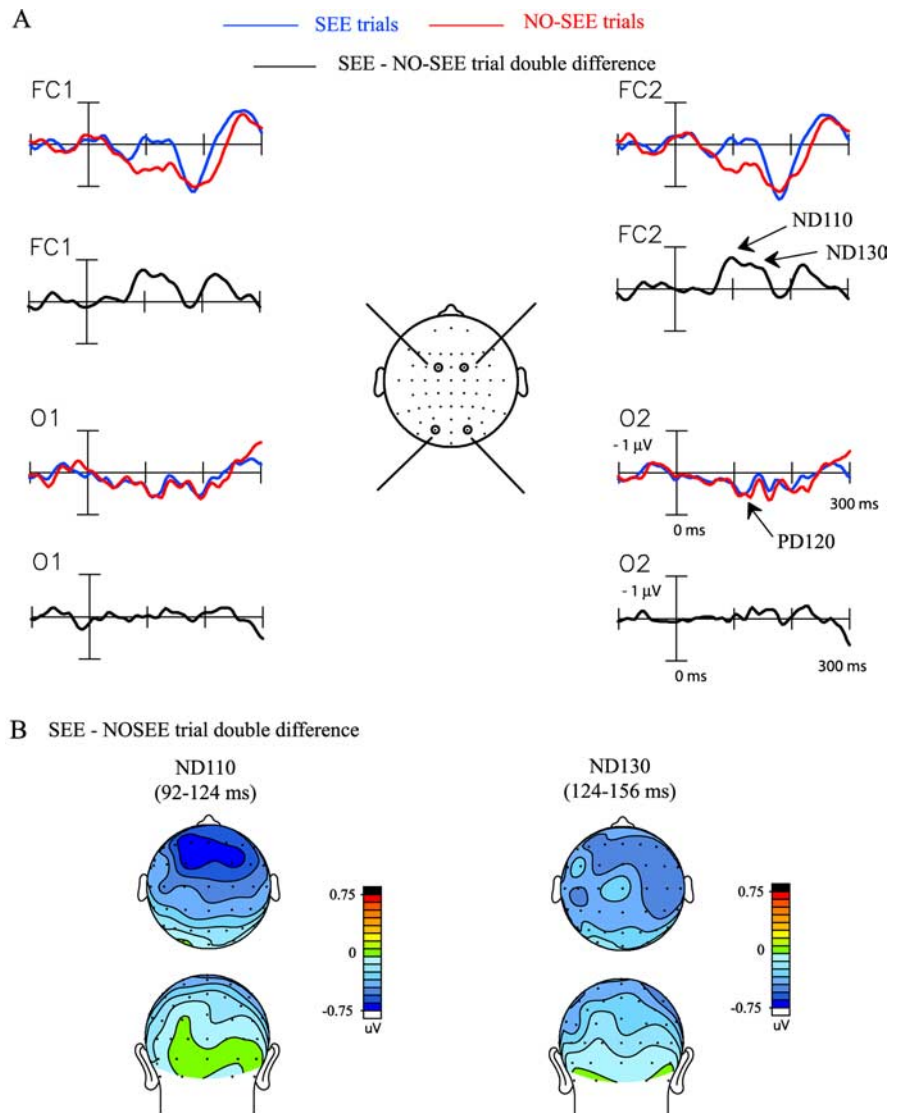 A
SEE trials NO-SEE trials
SEE - NO-SEE trial double difference
FC1
FC2
FC1
FC2
ND110
ND130
O1
O2
- 1 µV
0 ms
300 ms
PD120
O1
O2
- 1 µV
0 ms
300 ms
B SEE - NOSEE trial double difference
ND110
(92-124 ms)
ND130
(124-156 ms)
0.75
0
-0.75
uV
0.75
0
-0.75
uV